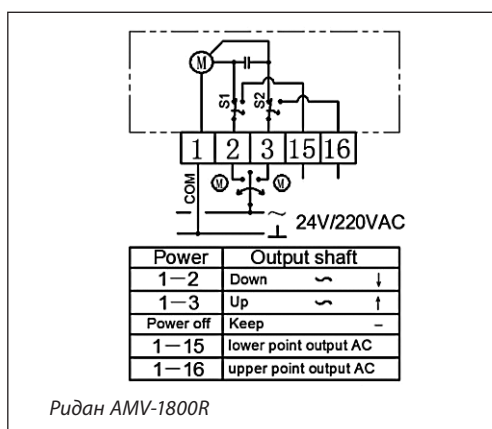 M
S1
S2
1 2 3 15 16
COM
M M
~
24V/220VAC
Power Output shaft
1—2 Down ∽ ↓
1—3 Up ∽ ↑
Power off Keep –
1—15 lower point output AC
1—16 upper point output AC
Ридан AMV-1800R